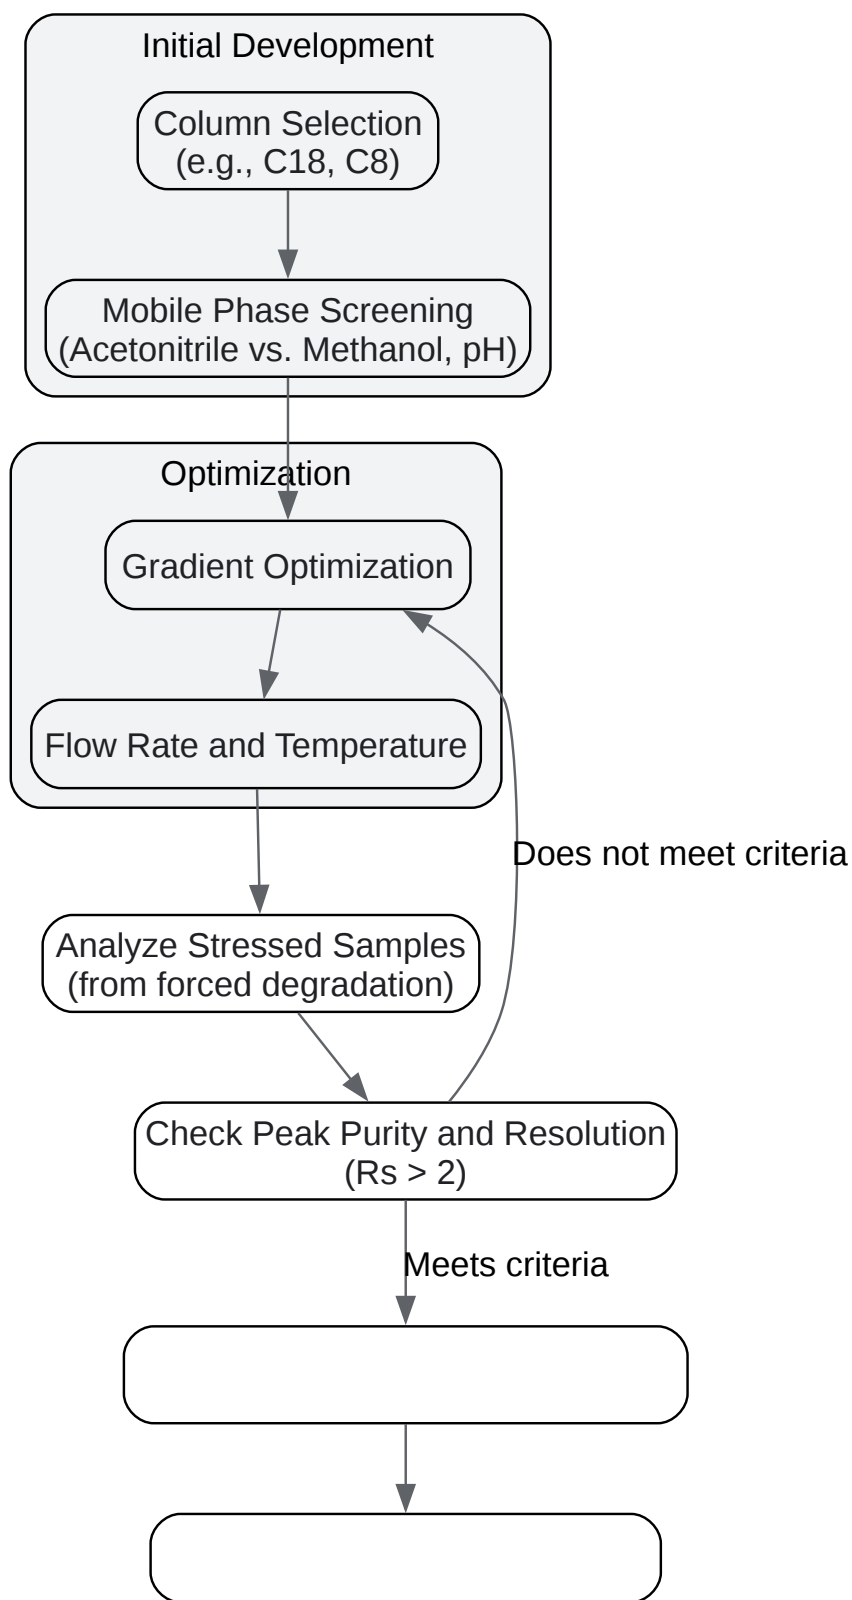 Initial Development
Column Selection
(e.g., C18, C8)
Mobile Phase Screening
(Acetonitrile vs. Methanol, pH)
Optimization
Gradient Optimization
Flow Rate and Temperature
Does not meet criteria
Analyze Stressed Samples
(from forced degradation)
Check Peak Purity and Resolution
(Rs > 2)
Meets criteria